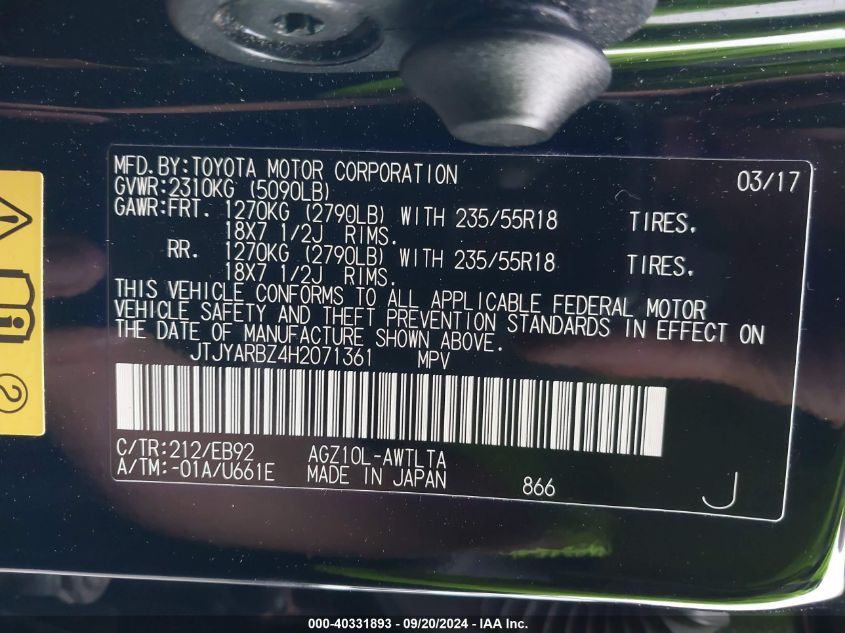 MFD.BY:TOYOTA MOTOR CORPORATION 03/17
GVWR:2310KG (5090LB)
GAWR:FRT. 1270KG (2790LB) WITH 235/55R18 TIRES.
18X7 1/2J RIMS.
RR. 1270KG (2790LB) WITH 235/55R18 TIRES.
18X7 1/2J RIMS.
THIS VEHICLE CONFORMS TO ALL APPLICABLE FEDERAL MOTOR
VEHICLE SAFETY AND THEFT PREVENTION STANDARDS IN EFFECT ON
THE DATE OF MANUFACTURE SHOWN ABOVE.
JTJYARBZ4H2071361 MPV
C/TR:212/EB92 AGZ10L-AWTLTA
A/TM:-01A/U661E MADE IN JAPAN 866 J
2
000-40331893 - 09/20/2024 - IAA Inc.